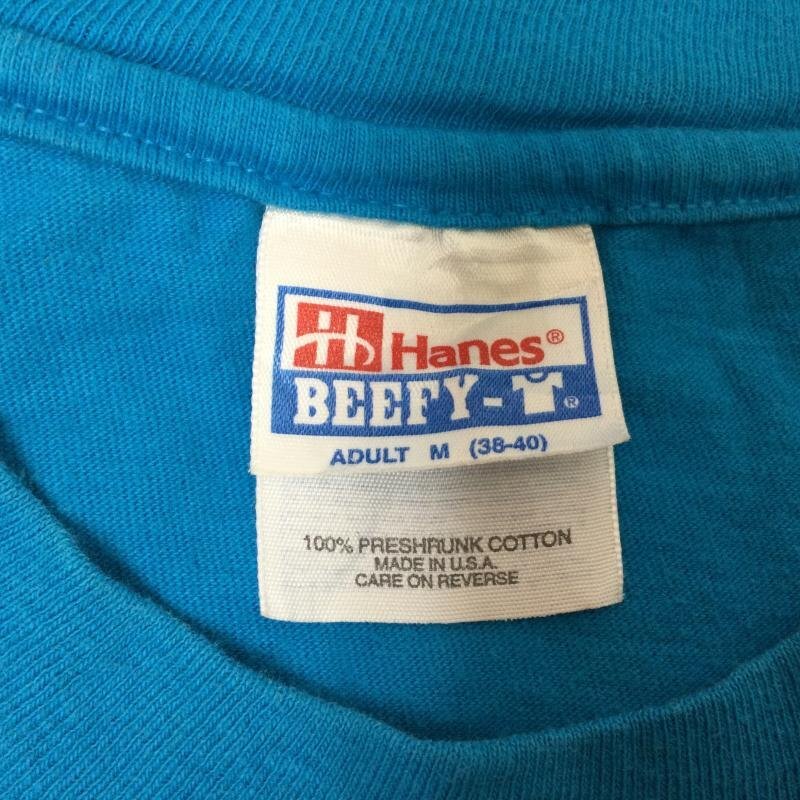 H Hanes®
BEEFY-T®
ADULT M (38-40)
100% PRESHRUNK COTTON
MADE IN U.S.A.
CARE ON REVERSE